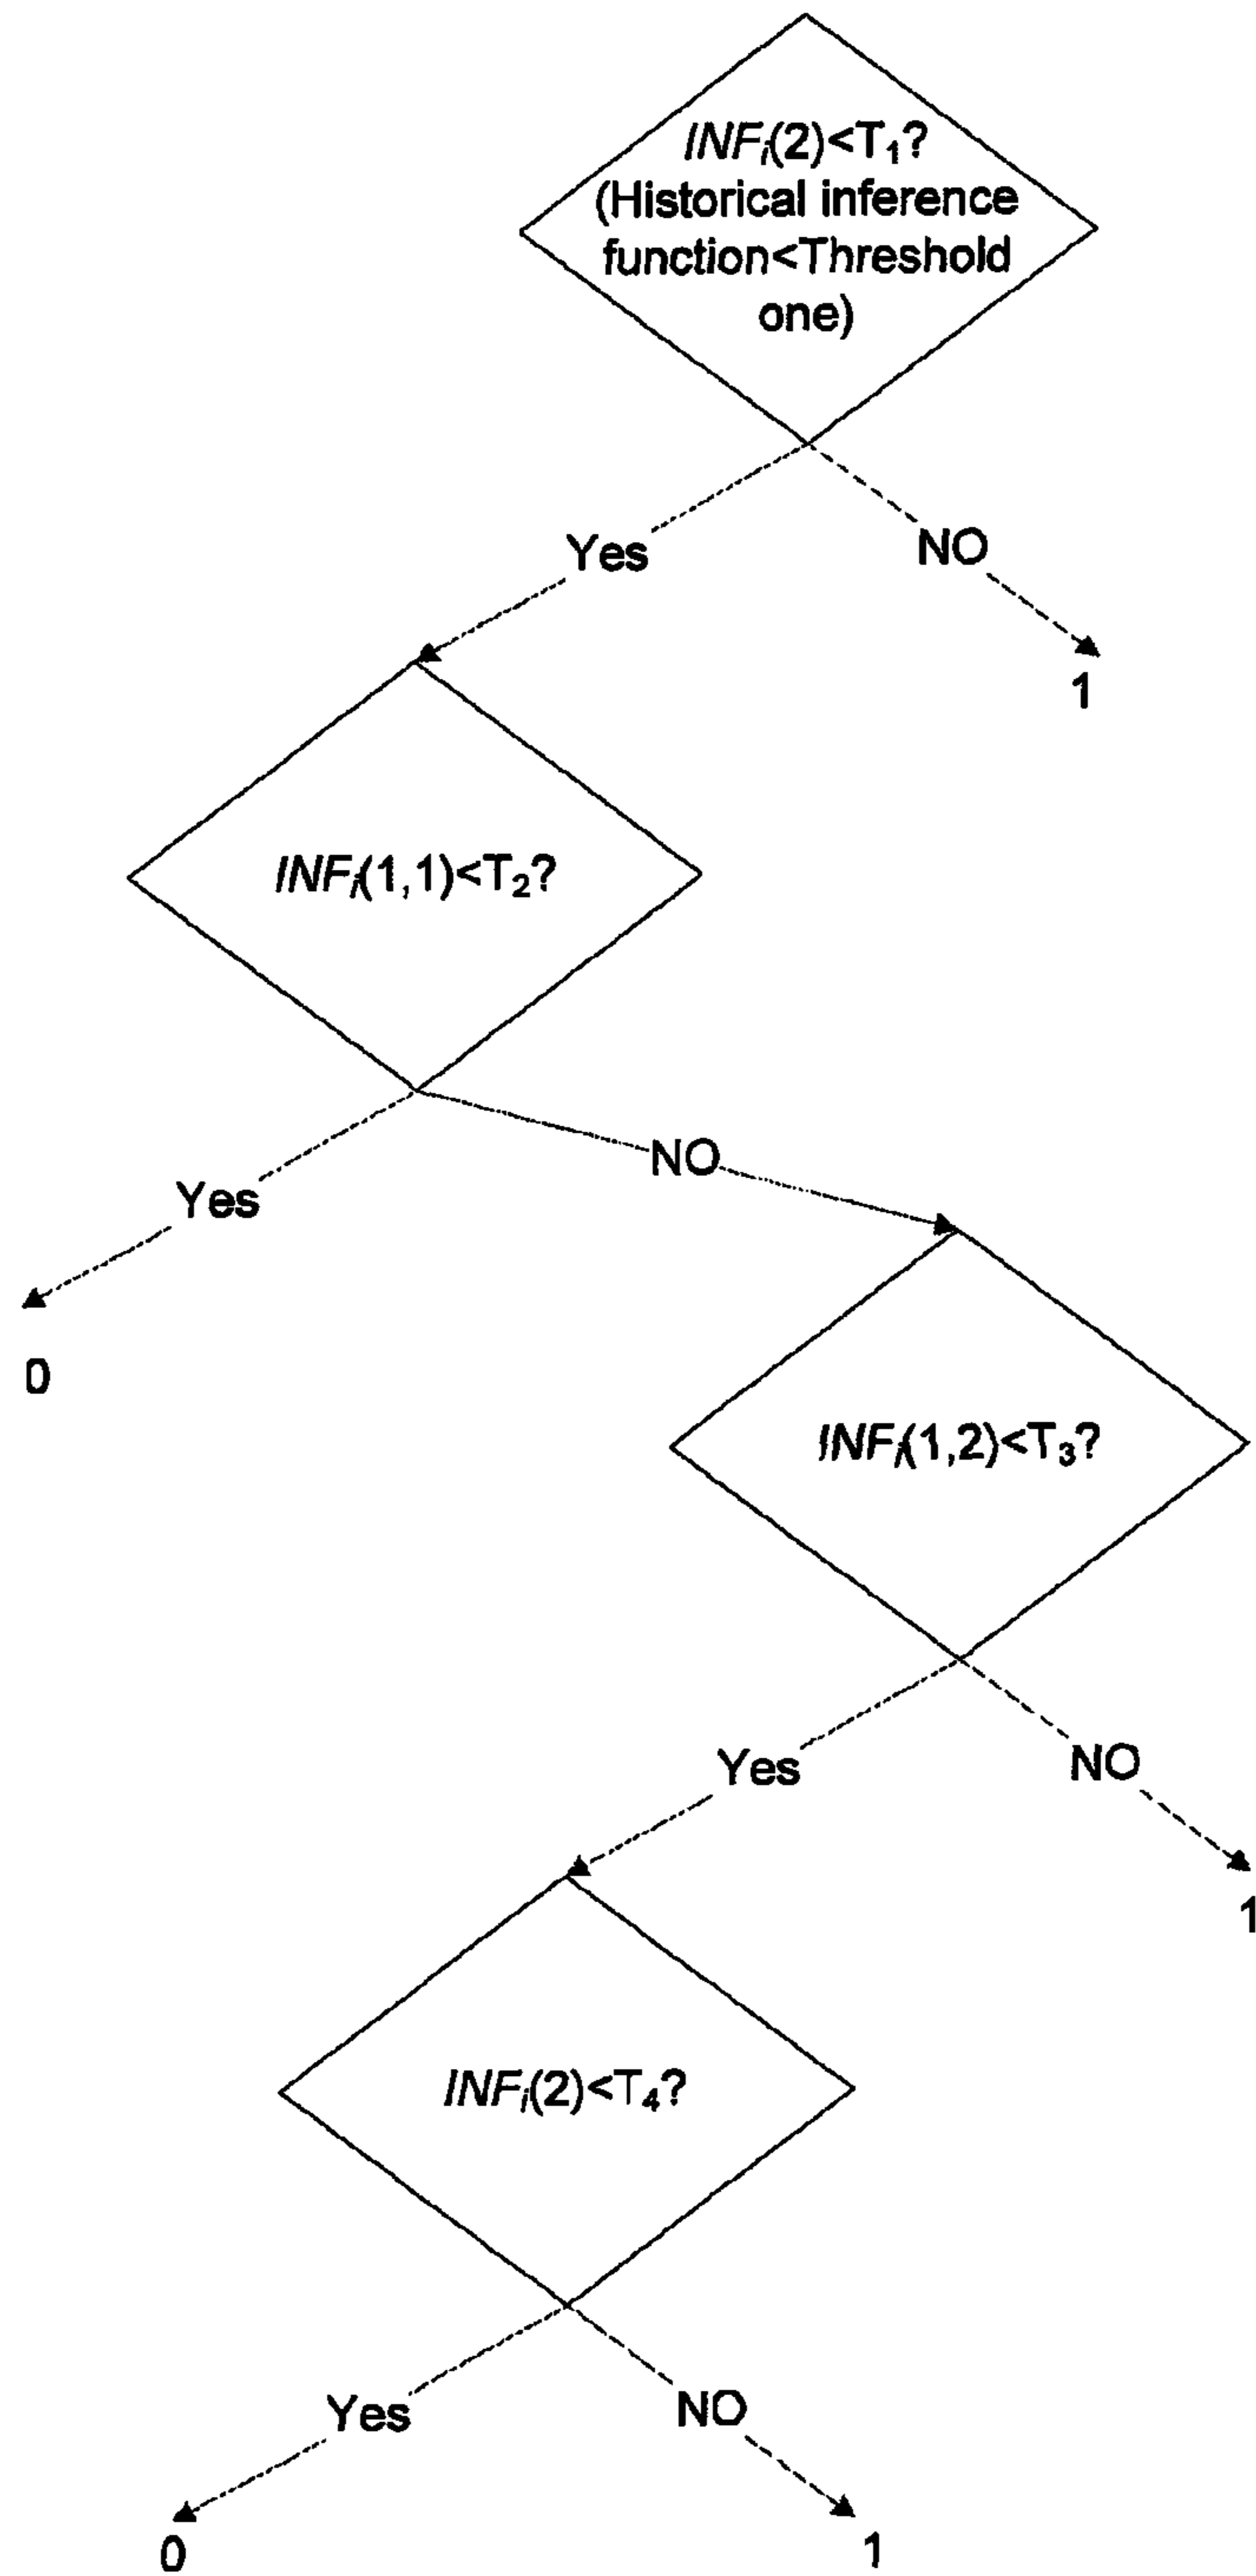 INFi(2)<T1?
(Historical inference
function<Threshold
one)
Yes
NO
1
INFi(1,1)<T2?
Yes
NO
0
INFi(1,2)<T3?
Yes
NO
1
INFi(2)<T4?
Yes
NO
0
1